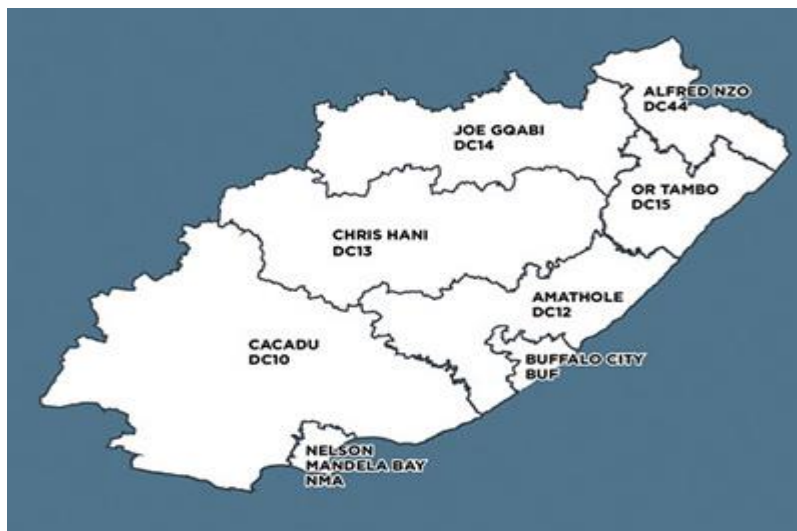 ALFRED NZO
DC44
JOE GQABI
DC14
OR TAMBO
DC15
CHRIS HANI
DC13
AMATHOLE
DC12
CACADU
DC10
BUFFALO CITY
BUF
NELSON
MANDELA BAY
NMA